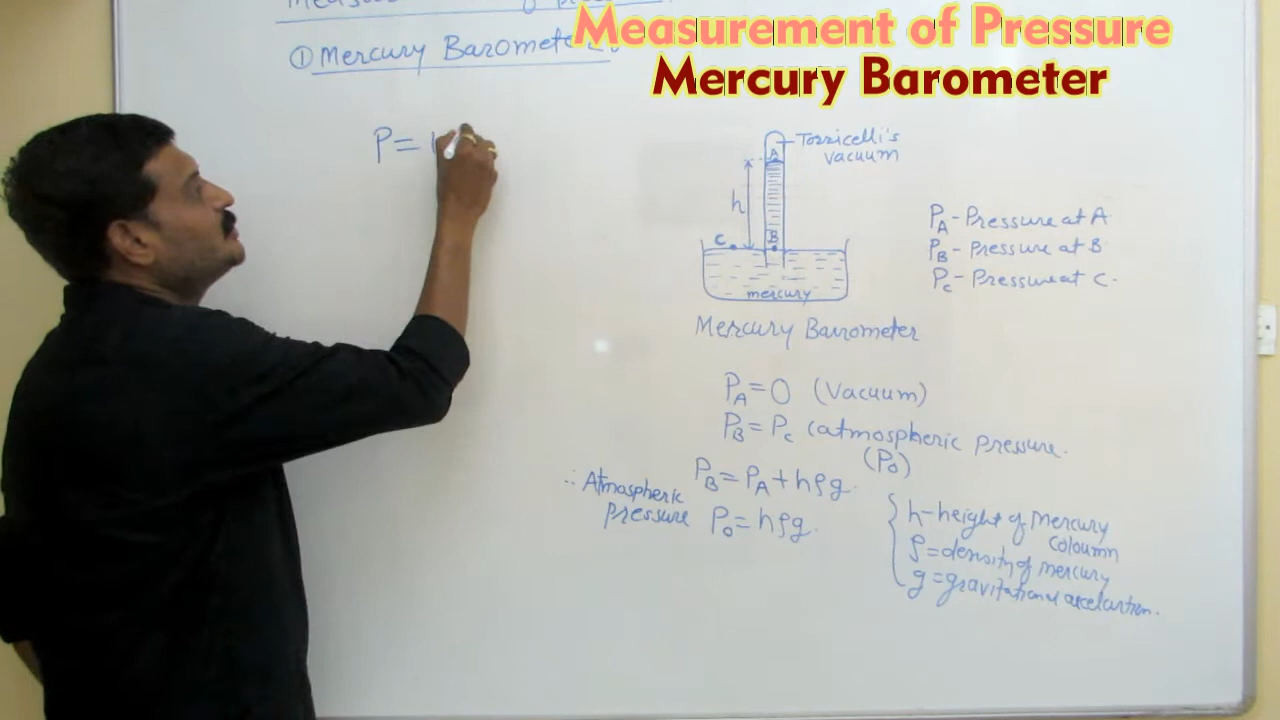 Measurement of Pressure
Mercury Barometer
① Mercury Barometer:
P =
Torricelli's
vacuum
A
h
C
B
mercury
Mercury Barometer
P_A - Pressure at A
P_B - Pressure at B
P_C - Pressure at C.
P_A = 0 (Vacuum)
P_B = P_C (atmospheric pressure.
(P_0)
P_B = P_A + hρg.
∴ Atmospheric
pressure P_0 = hρg.
h - height of mercury
coloumn
ρ = density of mercury
g = gravitational accelartion.